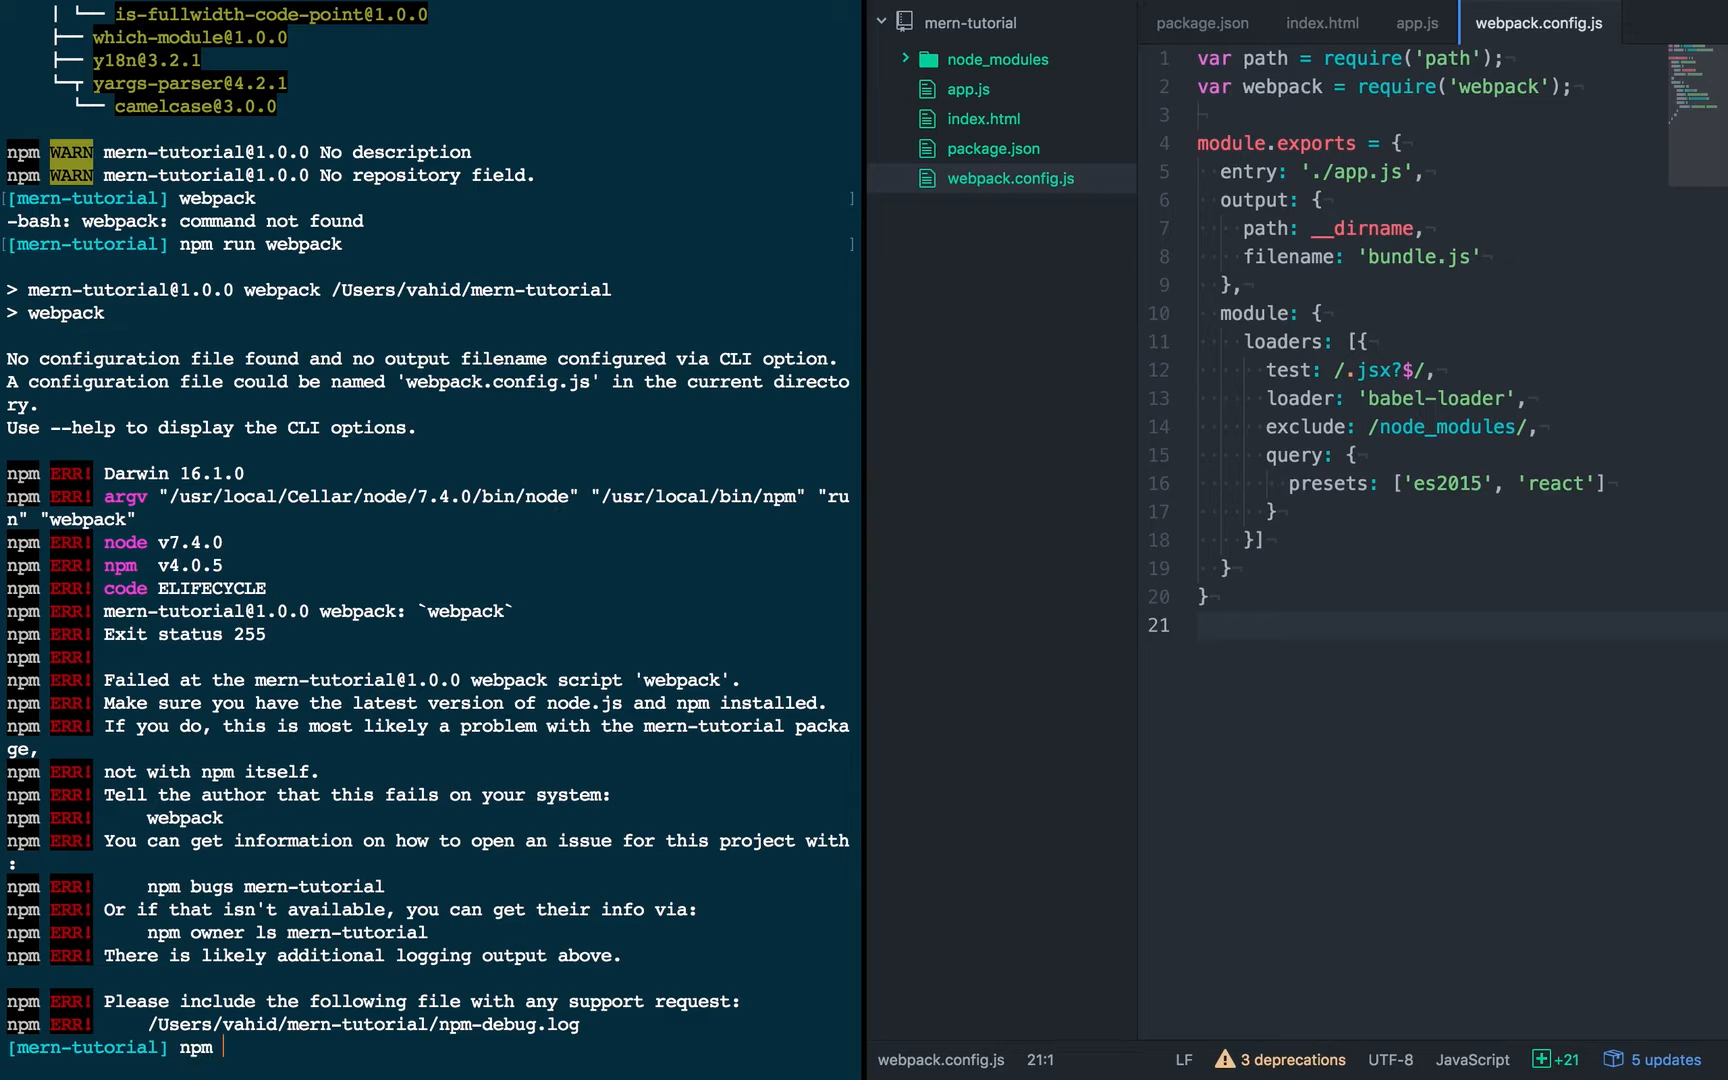 is-fullwidth-code-point@1.0.0
which-module@1.0.0
y18n@3.2.1
yargs-parser@4.2.1
camelcase@3.0.0
npm WARN mern-tutorial@1.0.0 No description
npm WARN mern-tutorial@1.0.0 No repository field.
[[mern-tutorial] webpack ]
-bash: webpack: command not found
[[mern-tutorial] npm run webpack ]
> mern-tutorial@1.0.0 webpack /Users/vahid/mern-tutorial
> webpack
No configuration file found and no output filename configured via CLI option.
A configuration file could be named 'webpack.config.js' in the current directo
ry.
Use --help to display the CLI options.
npm ERR! Darwin 16.1.0
npm ERR! argv "/usr/local/Cellar/node/7.4.0/bin/node" "/usr/local/bin/npm" "ru
n" "webpack"
npm ERR! node v7.4.0
npm ERR! npm  v4.0.5
npm ERR! code ELIFECYCLE
npm ERR! mern-tutorial@1.0.0 webpack: `webpack`
npm ERR! Exit status 255
npm ERR!
npm ERR! Failed at the mern-tutorial@1.0.0 webpack script 'webpack'.
npm ERR! Make sure you have the latest version of node.js and npm installed.
npm ERR! If you do, this is most likely a problem with the mern-tutorial packa
ge,
npm ERR! not with npm itself.
npm ERR! Tell the author that this fails on your system:
npm ERR!     webpack
npm ERR! You can get information on how to open an issue for this project with
:
npm ERR!     npm bugs mern-tutorial
npm ERR! Or if that isn't available, you can get their info via:
npm ERR!     npm owner ls mern-tutorial
npm ERR! There is likely additional logging output above.
npm ERR! Please include the following file with any support request:
npm ERR!     /Users/vahid/mern-tutorial/npm-debug.log
[mern-tutorial] npm
mern-tutorial
node_modules
app.js
index.html
package.json
webpack.config.js
package.json index.html app.js webpack.config.js
1 var path = require('path');
2 var webpack = require('webpack');
3
4 module.exports = {
5 entry: './app.js',
6 output: {
7 path: __dirname,
8 filename: 'bundle.js'
9 },
10 module: {
11 loaders: [{
12 test: /.jsx?$/,
13 loader: 'babel-loader',
14 exclude: /node_modules/,
15 query: {
16 presets: ['es2015', 'react']
17 }
18 }]
19 }
20 }
21
webpack.config.js 21:1 LF 3 deprecations UTF-8 JavaScript +21 5 updates